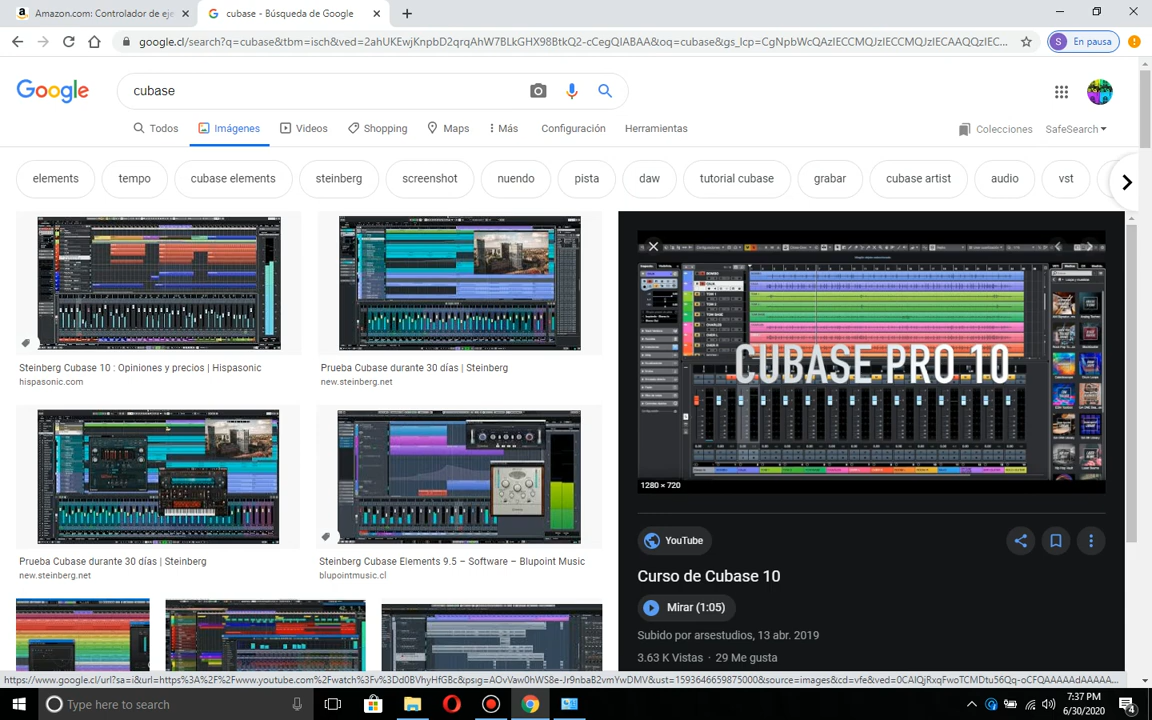 Amazon.com: Controlador de eje
cubase - Búsqueda de Google
google.cl/search?q=cubase&tbm=isch&ved=2ahUKEwjKnpbD2qrqAhW7BLkGHX98BtkQ2-cCegQIABAA&oq=cubase&gs_lcp=CgNpbWcQAzIECCMQJzIECCMQJzIECAAQQzIEC...
S En pausa
Google
cubase
Todos
Imágenes
Videos
Shopping
Maps
Más
Configuración
Herramientas
Colecciones
SafeSearch
elements
tempo
cubase elements
steinberg
screenshot
nuendo
pista
daw
tutorial cubase
grabar
cubase artist
audio
vst
CUBASE PRO 10
1280 × 720
Steinberg Cubase 10 : Opiniones y precios | Hispasonic
hispasonic.com
Prueba Cubase durante 30 días | Steinberg
new.steinberg.net
Prueba Cubase durante 30 días | Steinberg
new.steinberg.net
Steinberg Cubase Elements 9.5 – Software – Blupoint Music
blupointmusic.cl
YouTube
Curso de Cubase 10
Mirar (1:05)
Subido por arsestudios, 13 abr. 2019
3.63 K Vistas · 29 Me gusta
Type here to search
7:37 PM
6/30/2020
4